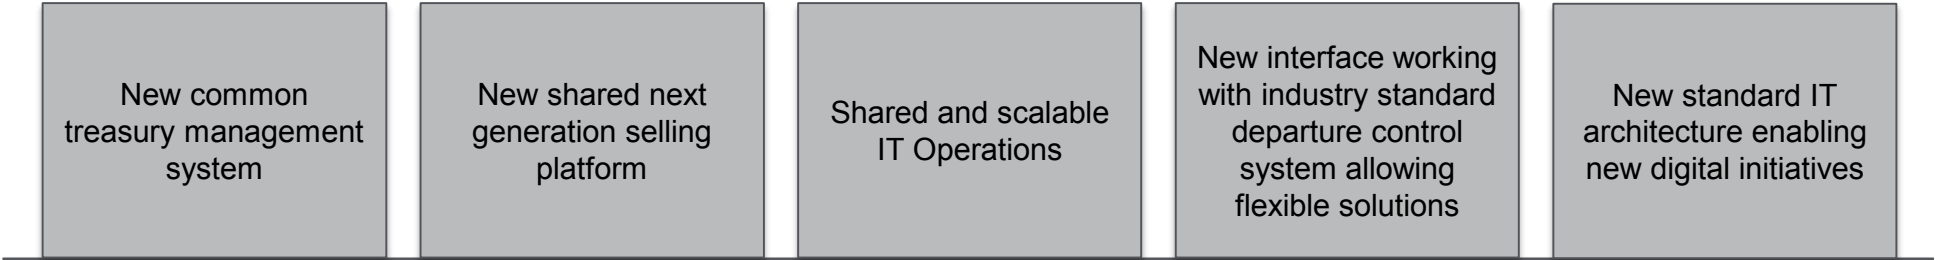 New common
treasury management
system
New shared next
generation selling
platform
Shared and scalable
IT Operations
New interface working
with industry standard
departure control
system allowing
flexible solutions
New standard IT
architecture enabling
new digital initiatives